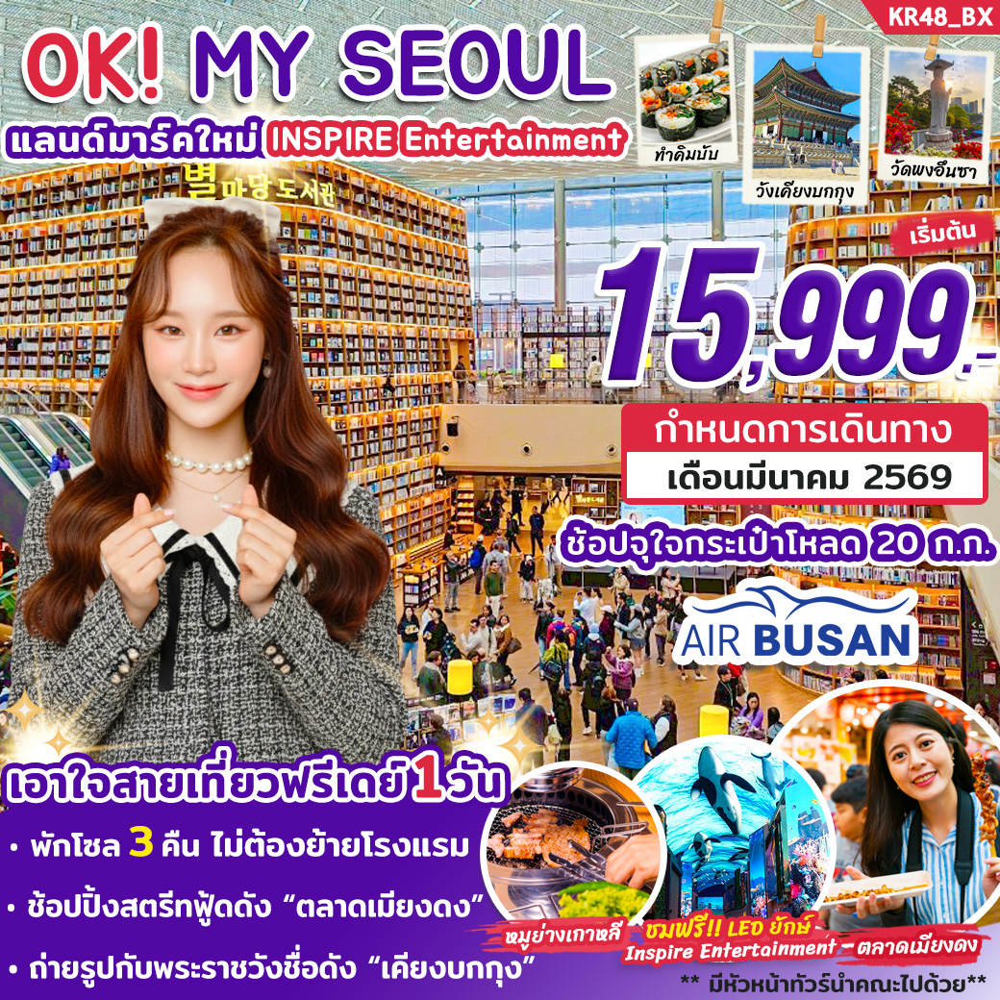 KR48_BX
OK! MY SEOUL
แลนด์มาร์คใหม่ INSPIRE Entertainment
ทำคิมบับ
วังเคียงบกกุง
วัดพงอึนซา
별마당 도서관
เริ่มต้น
15,999.-
กำหนดการเดินทาง
เดือนมีนาคม 2569
ช้อปจุใจกระเป๋าโหลด 20 ก.ก.
AIR BUSAN
เอาใจสายเที่ยวฟรีเดย์ 1 วัน
• พักโซล 3 คืน ไม่ต้องย้ายโรงแรม
• ช้อปปิ้งสตรีทฟู้ดดัง “ตลาดเมียงดง”
• ถ่ายรูปกับพระราชวังชื่อดัง “เคียงบกกุง”
หมูย่างเกาหลี
ชมฟรี!! LED ยักษ์
Inspire Entertainment
ตลาดเมียงดง
** มีหัวหน้าทัวร์นำคณะไปด้วย**